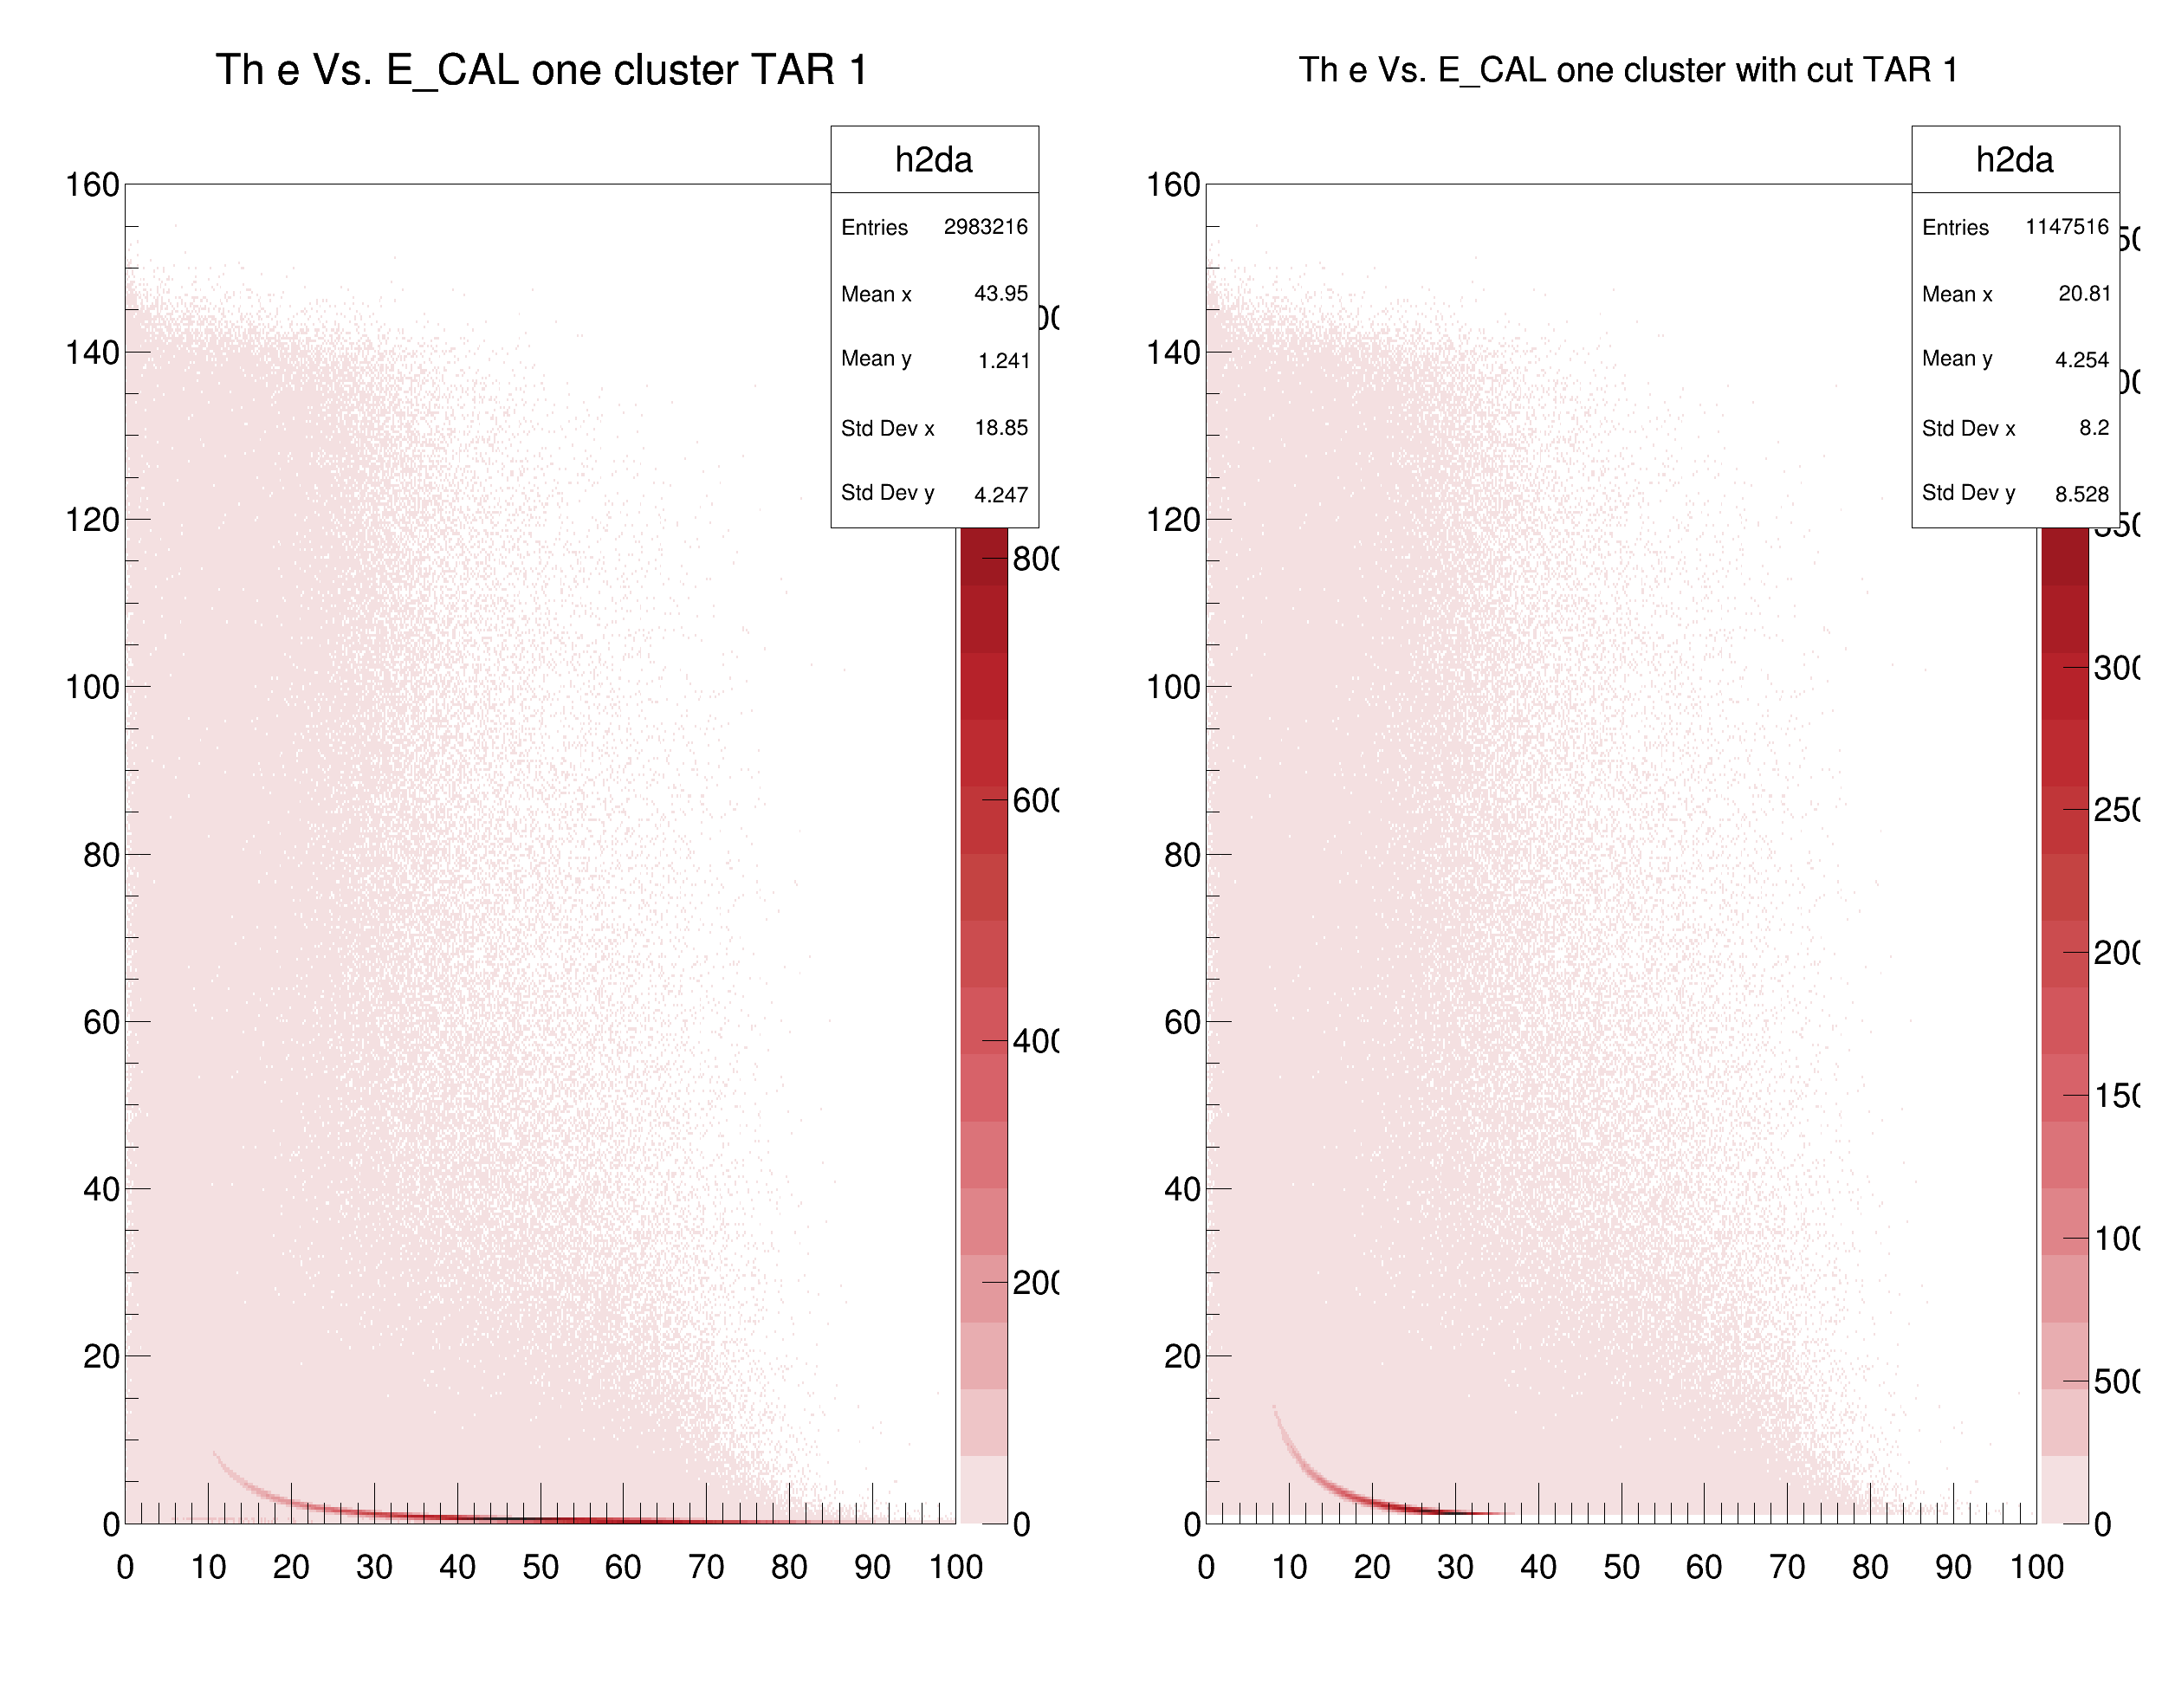 Th e Vs. E_CAL one cluster TAR 1
h2da
Entries 2983216
Mean x 43.95
Mean y 1.241
Std Dev x 18.85
Std Dev y 4.247
160
140
120
100
80
60
40
20
0
0 10 20 30 40 50 60 70 80 90 100
0
Th e Vs. E_CAL one cluster with cut TAR 1
h2da
Entries 1147516
Mean x 20.81
Mean y 4.254
Std Dev x 8.2
Std Dev y 8.528
160
140
120
100
80
60
40
20
0
0 10 20 30 40 50 60 70 80 90 100
500
0